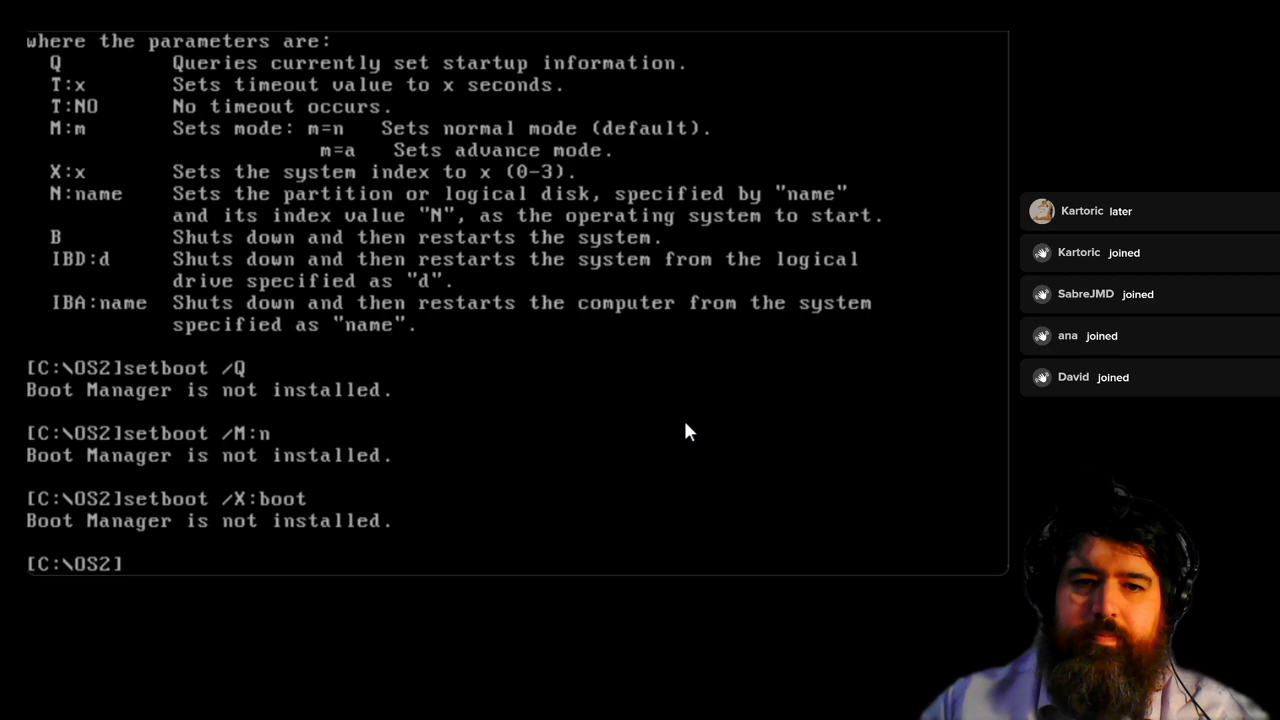 where the parameters are:
Q Queries currently set startup information.
T:x Sets timeout value to x seconds.
T:NO No timeout occurs.
M:m Sets mode: m=n Sets normal mode (default).
m=a Sets advance mode.
X:x Sets the system index to x (0-3).
N:name Sets the partition or logical disk, specified by "name"
and its index value "N", as the operating system to start.
B Shuts down and then restarts the system.
IBD:d Shuts down and then restarts the system from the logical
drive specified as "d".
IBA:name Shuts down and then restarts the computer from the system
specified as "name".
[C:\OS2]setboot /Q
Boot Manager is not installed.
[C:\OS2]setboot /M:n
Boot Manager is not installed.
[C:\OS2]setboot /X:boot
Boot Manager is not installed.
[C:\OS2]
Kartoric later
Kartoric joined
SabreJMD joined
ana joined
David joined